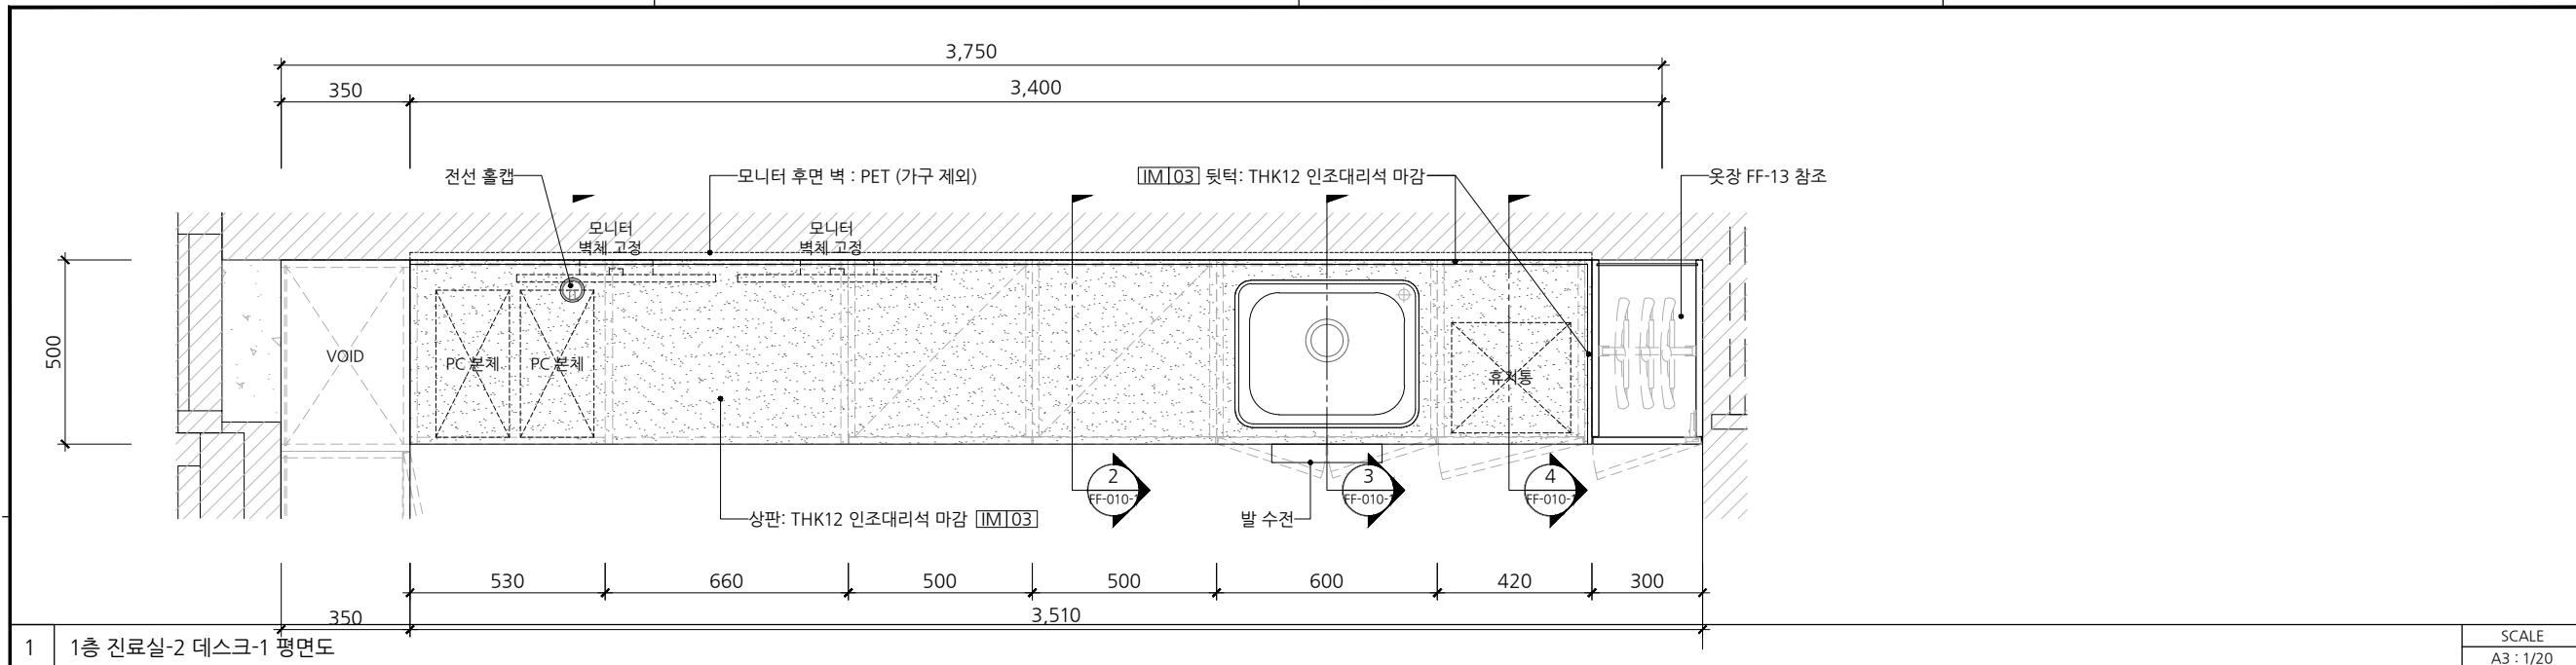 3,750
350
3,400
전선 홀캡
모니터 후면 벽 : PET (가구 제외)
IM 03 뒷턱: THK12 인조대리석 마감
옷장 FF-13 참조
모니터
벽체 고정
모니터
벽체 고정
500
VOID
PC 본체
PC 본체
휴지통
2
FF-010-
3
FF-010-
4
FF-010-
상판: THK12 인조대리석 마감 IM 03
발 수전
530
660
500
500
600
420
300
350
3,510
1
1층 진료실-2 데스크-1 평면도
SCALE
A3 : 1/20